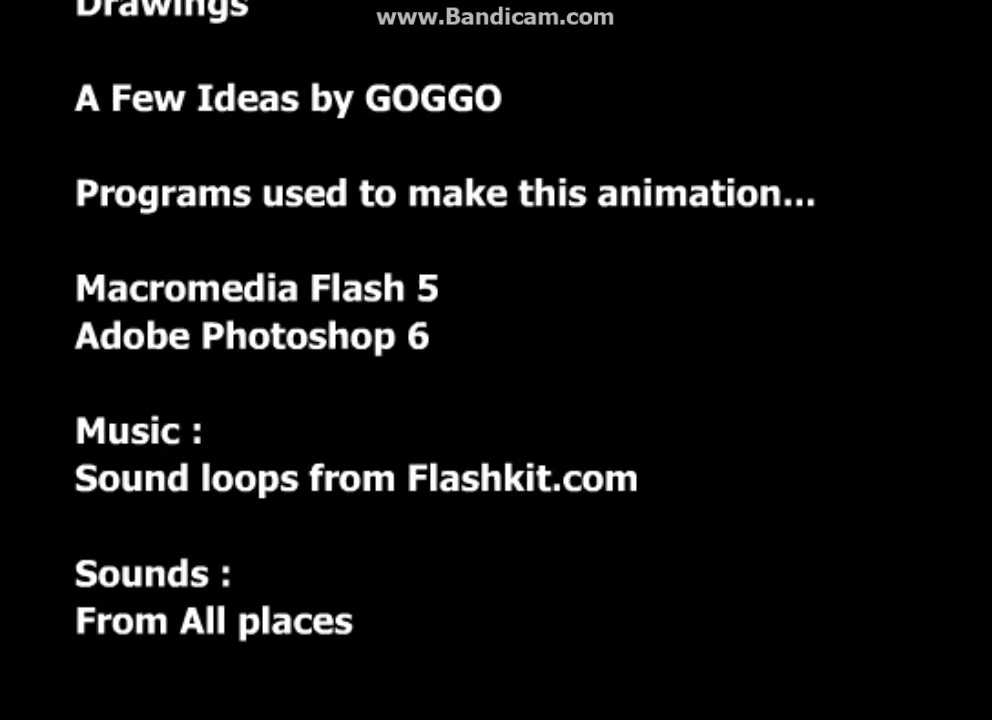 Drawings
www.Bandicam.com
A Few Ideas by GOGGO
Programs used to make this animation...
Macromedia Flash 5
Adobe Photoshop 6
Music :
Sound loops from Flashkit.com
Sounds :
From All places